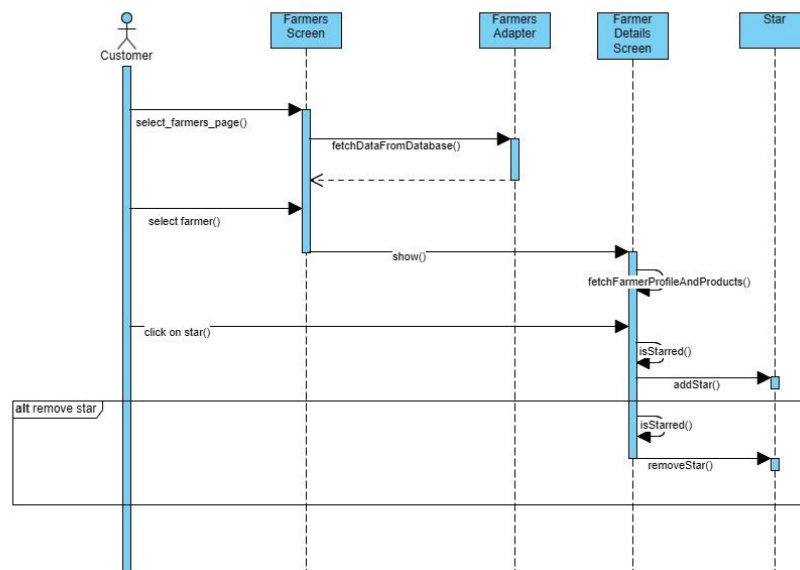 Farmers
Screen
Farmers
Adapter
Farmer
Details
Screen
Star
Customer
select_farmers_page()
fetchDataFromDatabase()
select farmer()
show()
fetchFarmerProfileAndProducts()
click on star()
isStarred()
addStar()
alt remove star
isStarred()
removeStar()